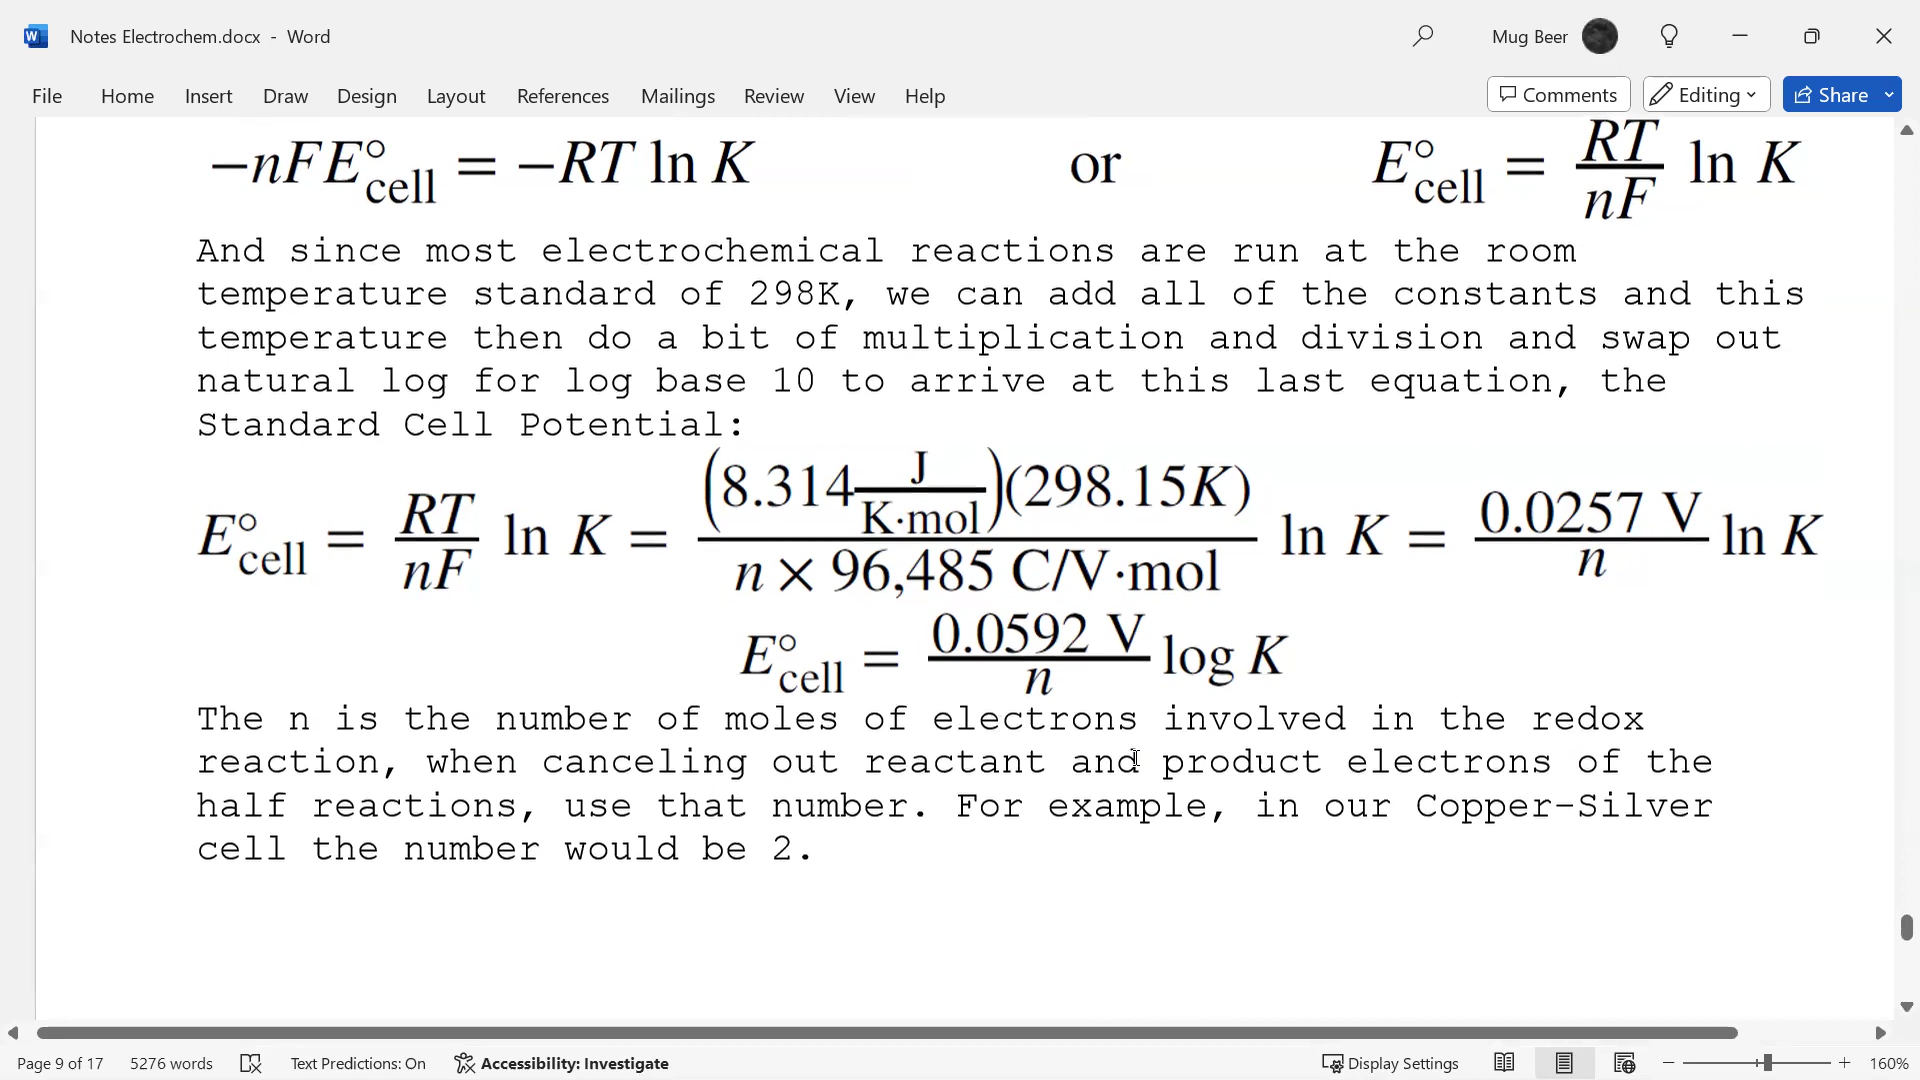 Notes Electrochem.docx - Word
Mug Beer
File Home Insert Draw Design Layout References Mailings Review View Help
Comments Editing Share
−nFE°cell = −RT ln K or E°cell = RT/nF ln K
And since most electrochemical reactions are run at the room
temperature standard of 298K, we can add all of the constants and this
temperature then do a bit of multiplication and division and swap out
natural log for log base 10 to arrive at this last equation, the
Standard Cell Potential:
E°cell = RT/nF ln K = (8.314 J/K·mol)(298.15K)/n × 96,485 C/V·mol ln K = 0.0257 V/n ln K
E°cell = 0.0592 V/n log K
The n is the number of moles of electrons involved in the redox
reaction, when canceling out reactant and product electrons of the
half reactions, use that number. For example, in our Copper-Silver
cell the number would be 2.
Page 9 of 17 5276 words Text Predictions: On Accessibility: Investigate Display Settings 160%